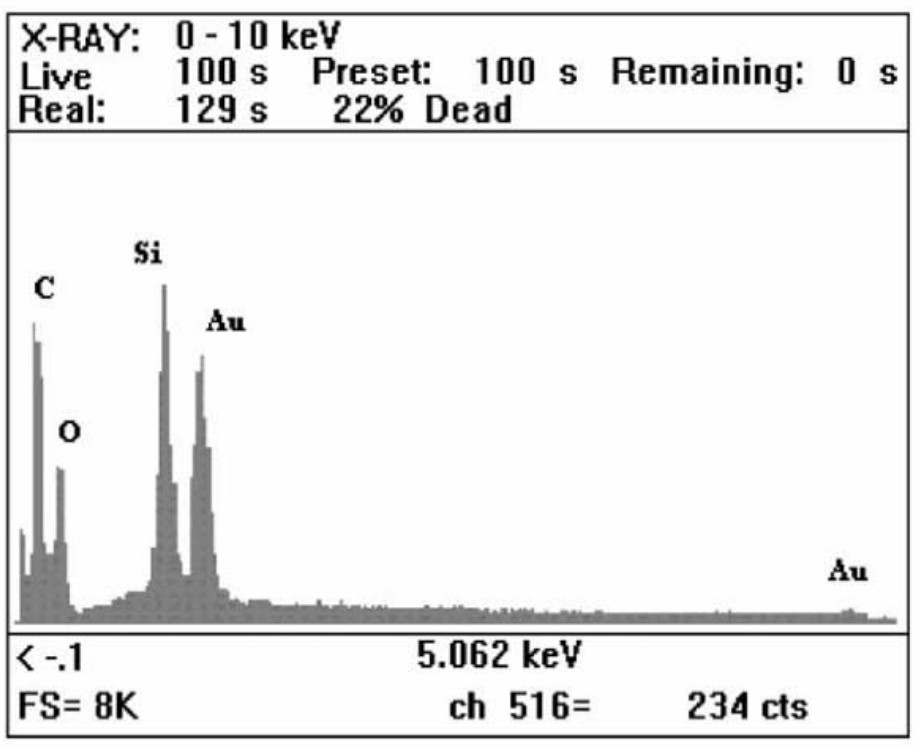 X-RAY: 0 - 10 keV
Live 100 s Preset: 100 s Remaining: 0 s
Real: 129 s 22% Dead
Si
C
Au
O
Au
< -.1 5.062 keV
FS= 8K ch 516= 234 cts